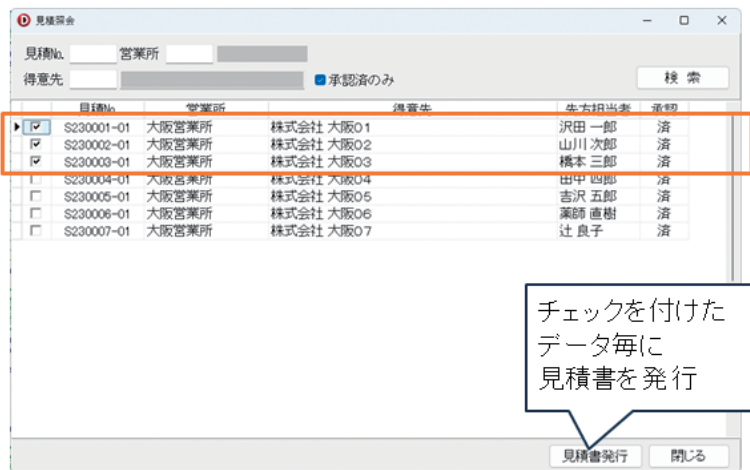 見積照会
見積No. 営業所
得意先 承認済のみ 検 索
見積No. 営業所 得意先 先方担当者 承認
S230001-01 大阪営業所 株式会社 大阪01 沢田 一郎 済
S230002-01 大阪営業所 株式会社 大阪02 山川 次郎 済
S230003-01 大阪営業所 株式会社 大阪03 橋本 三郎 済
S230004-01 大阪営業所 株式会社 大阪04 田中 四郎 済
S230005-01 大阪営業所 株式会社 大阪05 吉沢 五郎 済
S230006-01 大阪営業所 株式会社 大阪06 薬師 直樹 済
S230007-01 大阪営業所 株式会社 大阪07 辻 良子 済
チェックを付けた
データ毎に
見積書を発行
見積書発行 閉じる